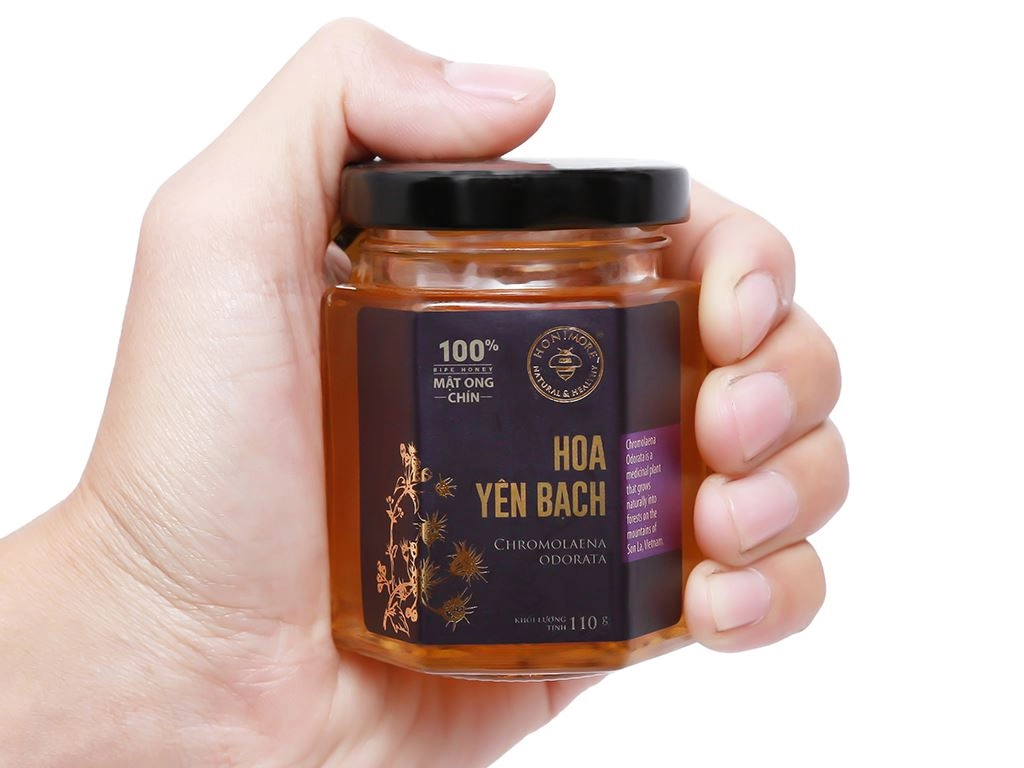 100%
RIPE HONEY
MẬT ONG
CHÍN
HONIMORE
NATURAL & HEALTHY
HOA
YÊN BẠCH
CHROMOLAENA
ODORATA
KHỐI LƯỢNG
TỊNH 110 g
Chromolaena
Odorata is a
medicinal plant
that grows
naturally into
forests on the
mountains of
Son La, Vietnam.